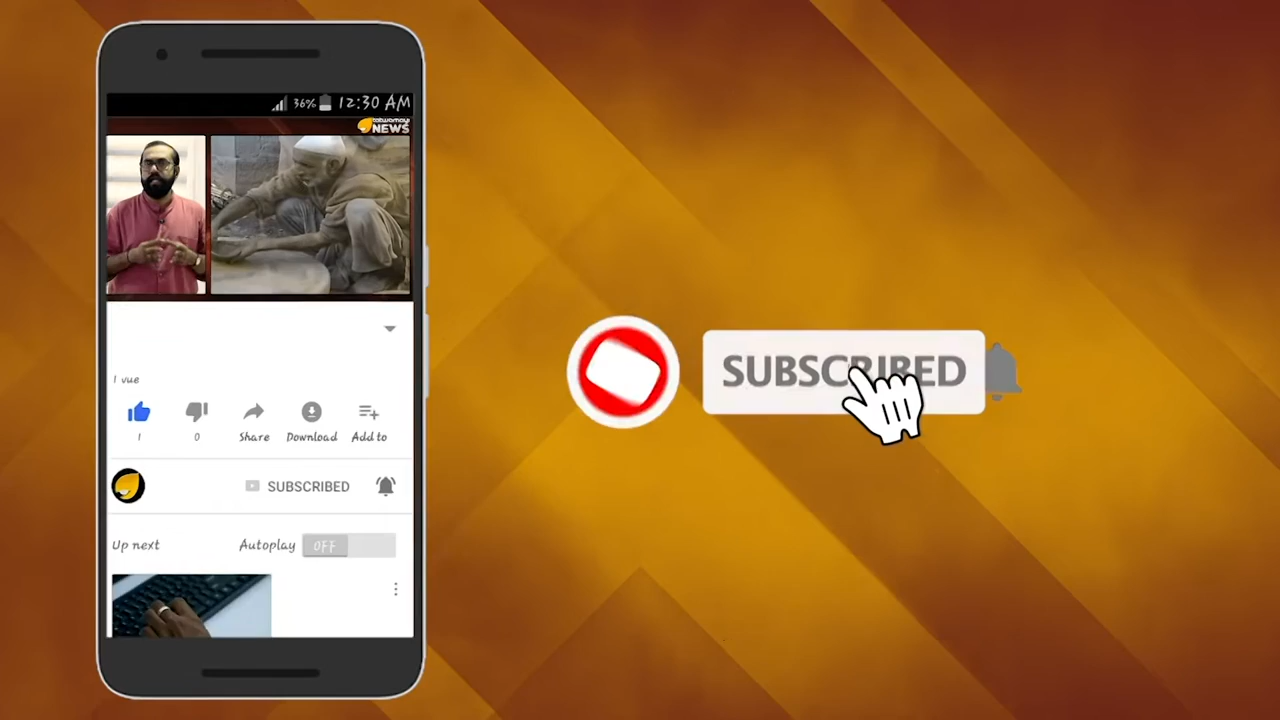 36% 12:30 AM
tatwamayi
NEWS
1 vue
1 0 Share Download Add to
SUBSCRIBED
Up next Autoplay OFF
SUBSCRIBED